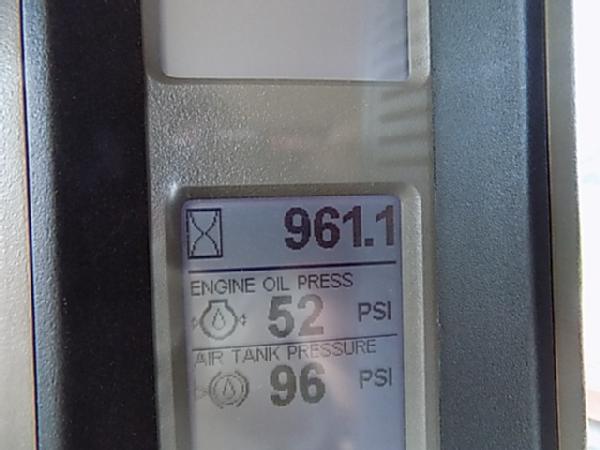 961.1
ENGINE OIL PRESS
52 PSI
AIR TANK PRESSURE
96 PSI